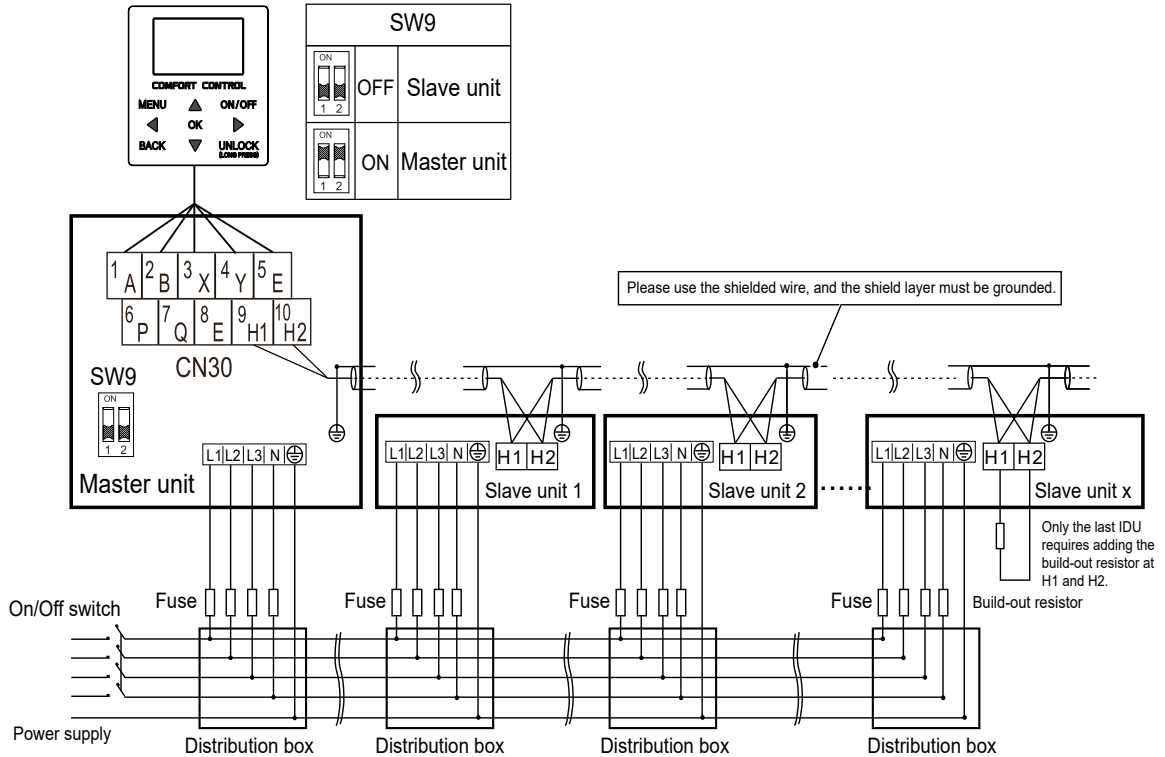 COMFORT CONTROL
MENU ON/OFF
OK
BACK UNLOCK
(LONG PRESS)
SW9
ON
1 2
OFF
Slave unit
ON
1 2
ON
Master unit
1 A 2 B 3 X 4 Y 5 E
6 P 7 Q 8 E 9 H1 10 H2
CN30
SW9
ON
1 2
L1 L2 L3 N
Master unit
Please use the shielded wire, and the shield layer must be grounded.
L1 L2 L3 N
H1 H2
Slave unit 1
L1 L2 L3 N
H1 H2
Slave unit 2
......
L1 L2 L3 N
H1 H2
Slave unit x
Only the last IDU
requires adding the
build-out resistor at
H1 and H2.
Build-out resistor
On/Off switch
Fuse
Fuse
Fuse
Fuse
Power supply
Distribution box
Distribution box
Distribution box
Distribution box